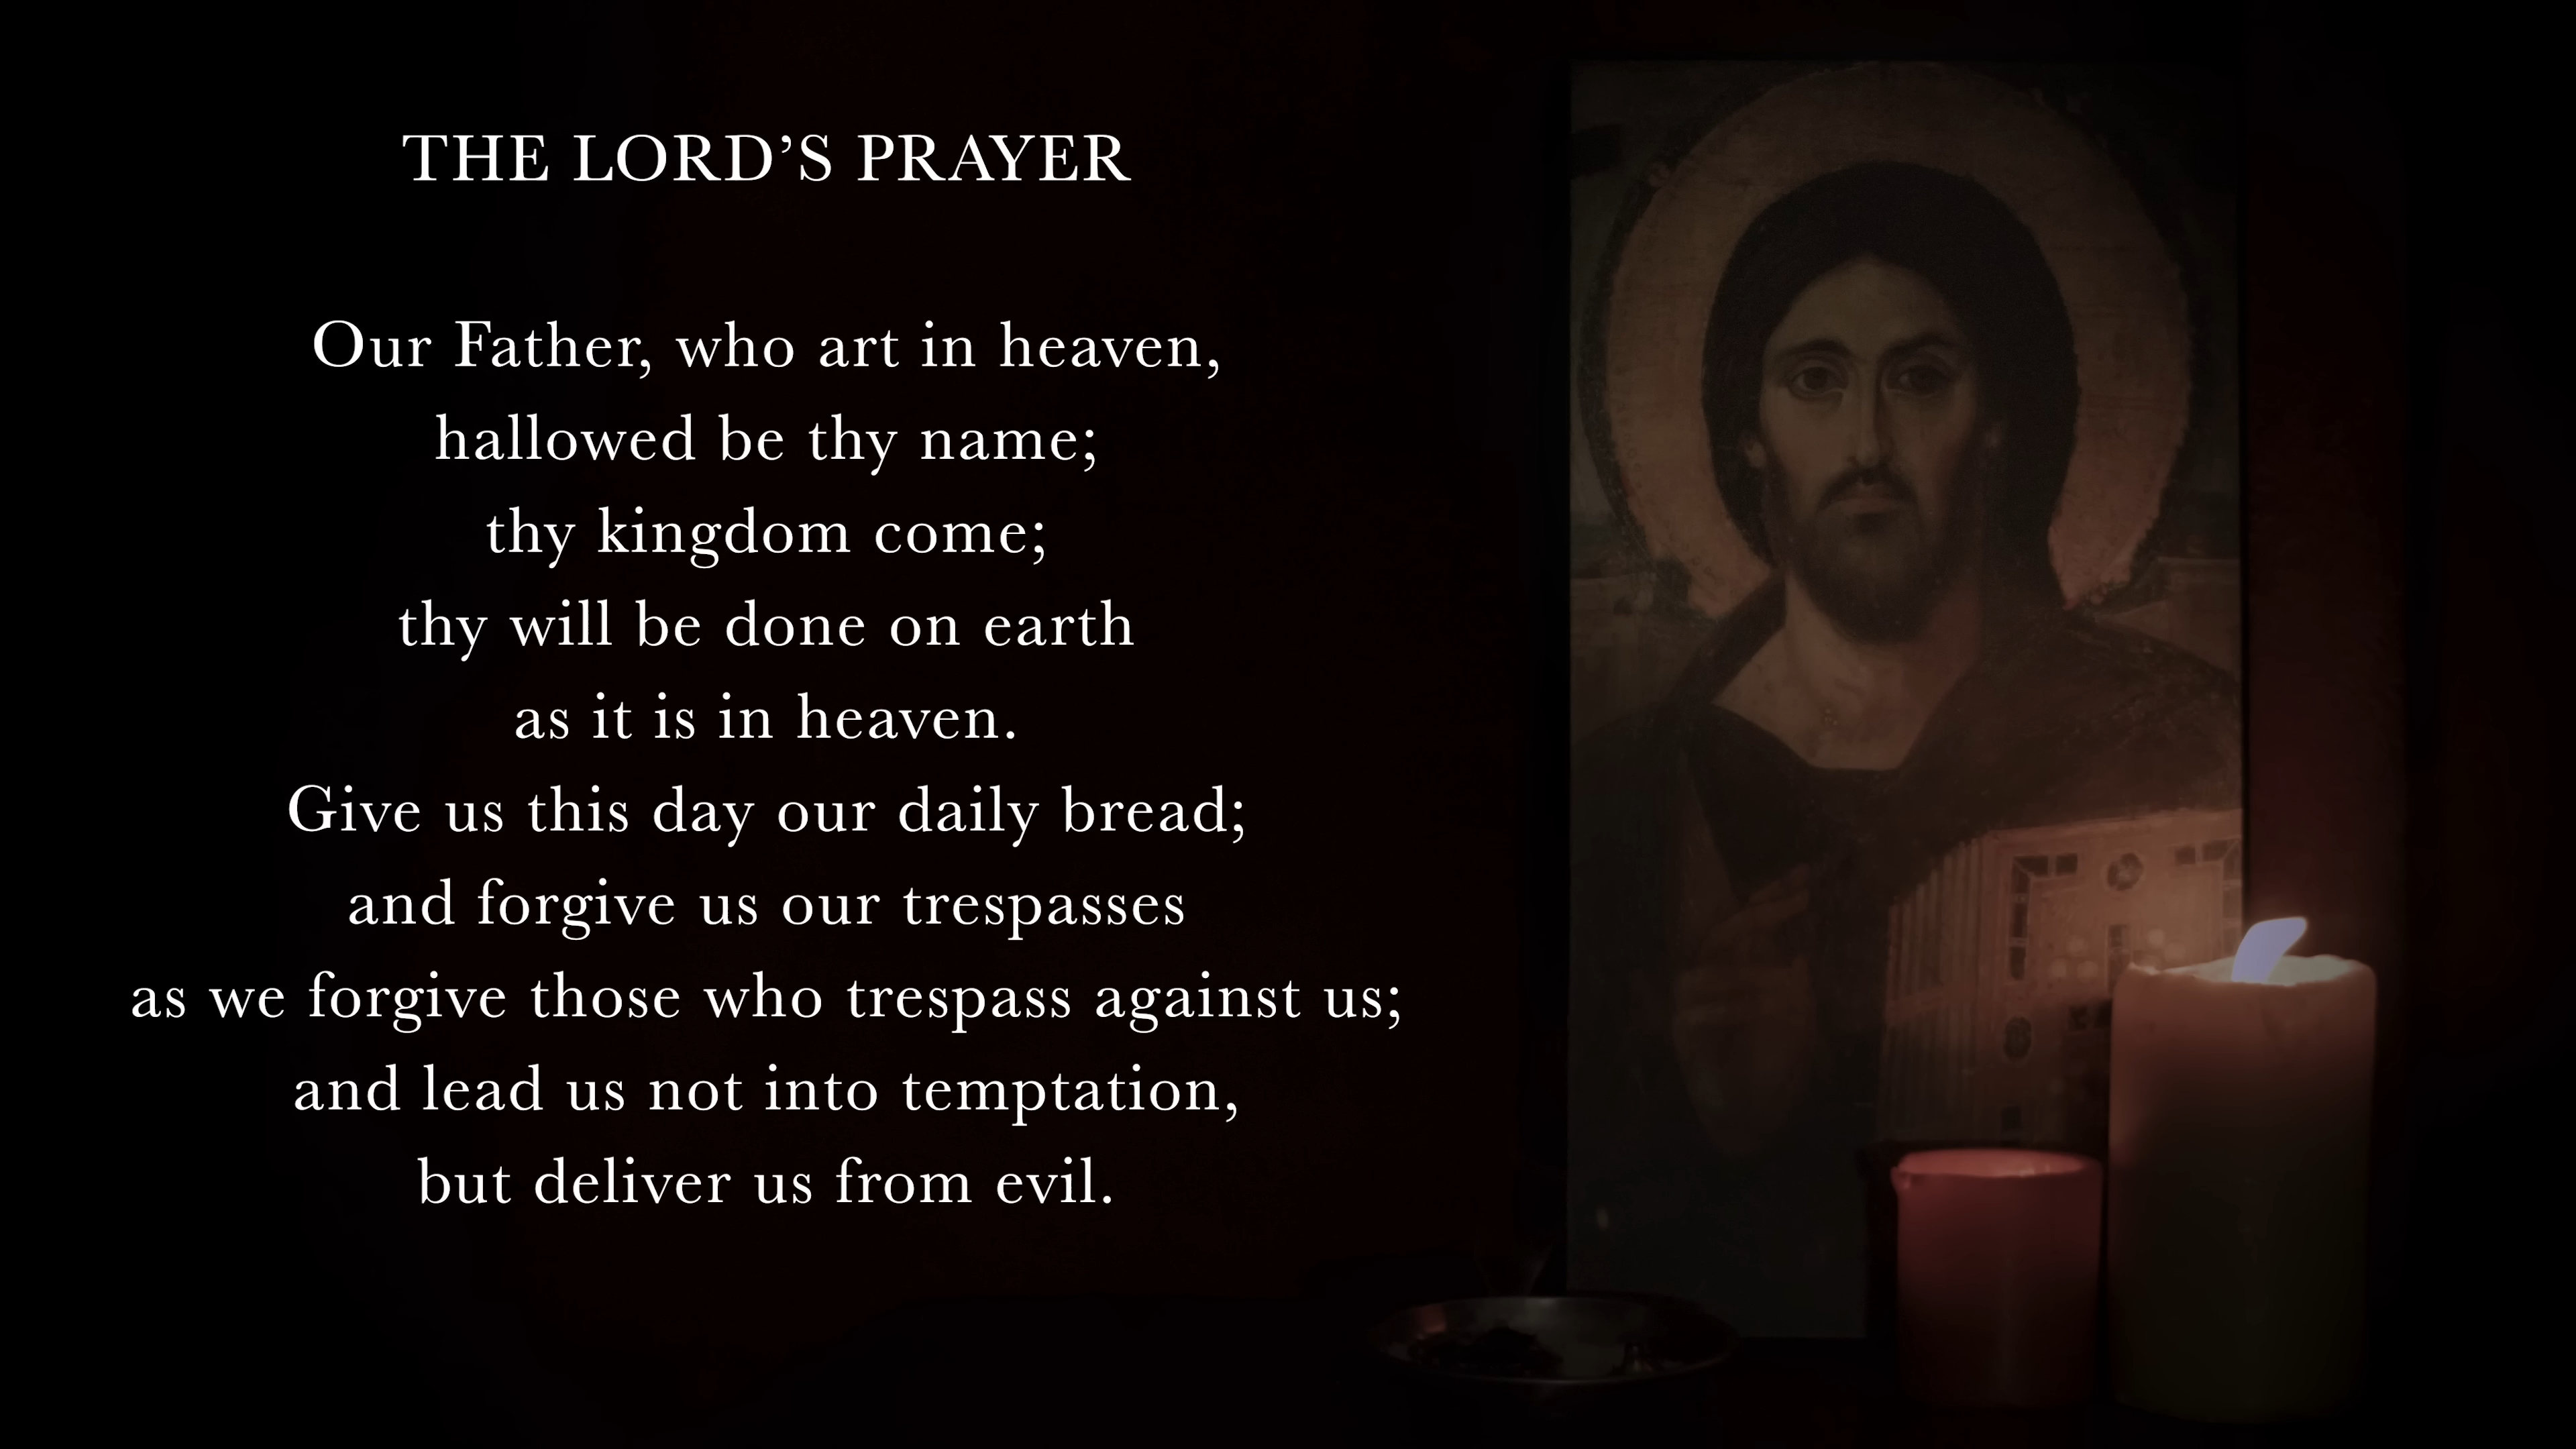 THE LORD’S PRAYER
Our Father, who art in heaven,
hallowed be thy name;
thy kingdom come;
thy will be done on earth
as it is in heaven.
Give us this day our daily bread;
and forgive us our trespasses
as we forgive those who trespass against us;
and lead us not into temptation,
but deliver us from evil.